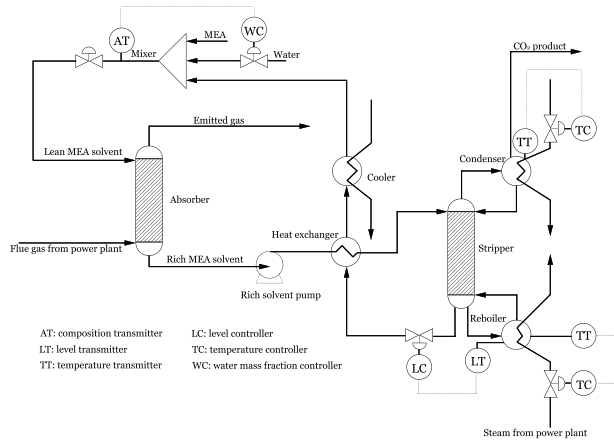 AT
WC
MEA
Mixer
Water
CO₂ product
TC
TT
Emitted gas
Lean MEA solvent
Condenser
Cooler
Absorber
Heat exchanger
Stripper
Flue gas from power plant
Rich MEA solvent
Rich solvent pump
Reboiler
TT
LC
LT
TC
AT: composition transmitter
LT: level transmitter
TT: temperature transmitter
LC: level controller
TC: temperature controller
WC: water mass fraction controller
Steam from power plant